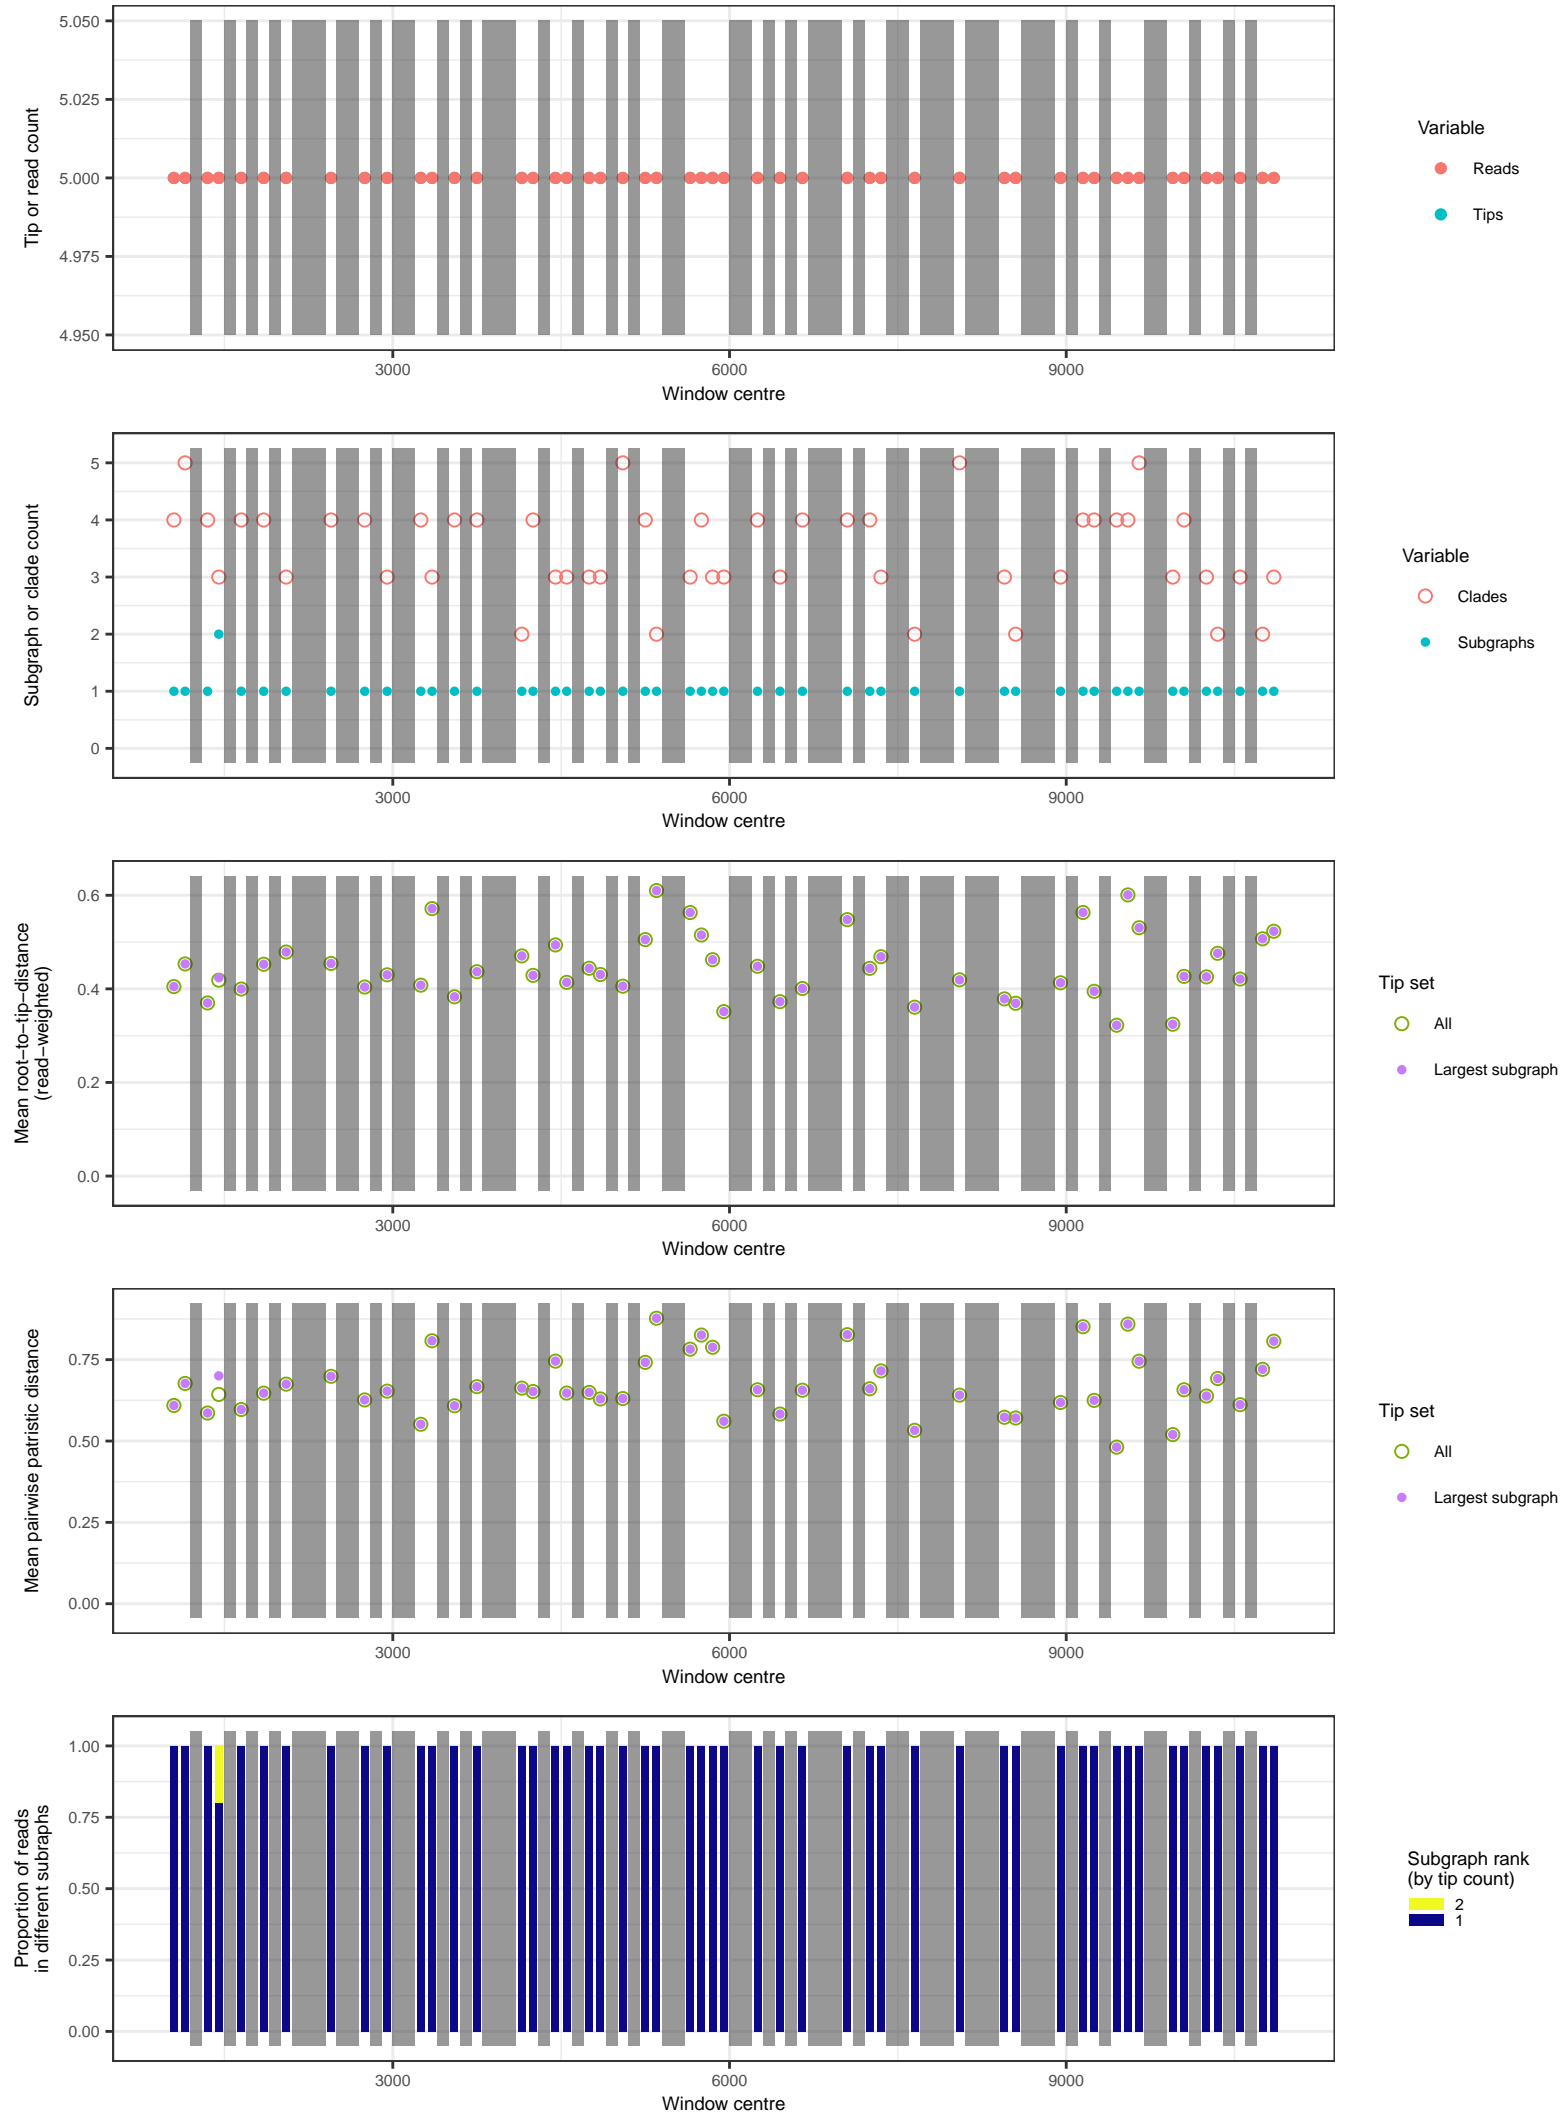 5.050
5.025
5.000
4.975
4.950
Tip or read count
3000 6000 9000
Window centre
Variable
Reads
Tips
5
4
3
2
1
0
Subgraph or clade count
3000 6000 9000
Window centre
Variable
Clades
Subgraphs
0.6
0.4
0.2
0.0
Mean root−to−tip−distance
(read−weighted)
3000 6000 9000
Window centre
Tip set
All
Largest subgraph
0.75
0.50
0.25
0.00
Mean pairwise patristic distance
3000 6000 9000
Window centre
Tip set
All
Largest subgraph
1.00
0.75
0.50
0.25
0.00
Proportion of reads
in different subraphs
3000 6000 9000
Window centre
Subgraph rank
(by tip count)
2
1